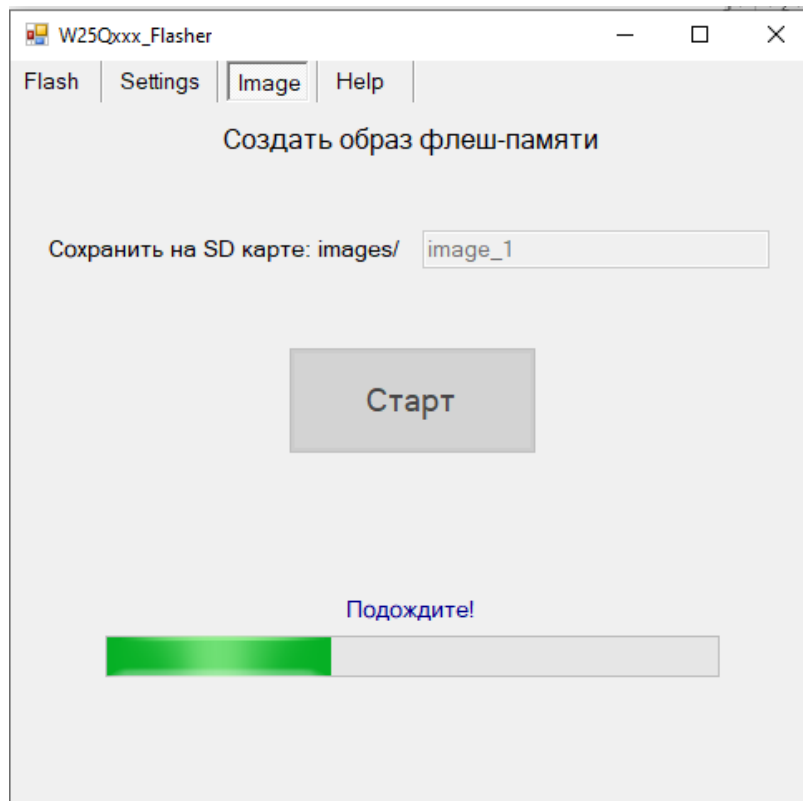 W25Qxxx_Flasher
Flash Settings Image Help
Создать образ флеш-памяти
Сохранить на SD карте: images/ image_1
Старт
Подождите!